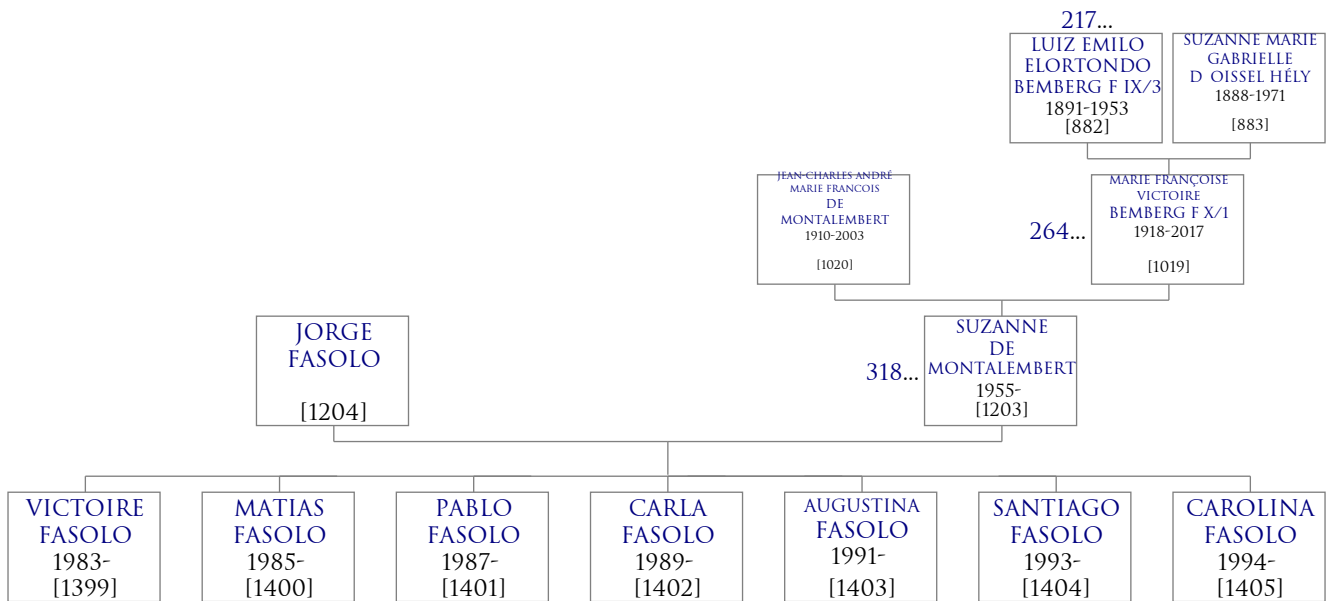 217...
LUIZ EMILO
ELORTONDO
BEMBERG F IX/3
1891-1953
[882]
SUZANNE MARIE
GABRIELLE
D OISSEL HÉLY
1888-1971
[883]
JEAN-CHARLES ANDRÉ
MARIE FRANCOIS
DE
MONTALEMBERT
1910-2003
[1020]
264...
MARIE FRANÇOISE
VICTOIRE
BEMBERG F X/1
1918-2017
[1019]
JORGE
FASOLO
[1204]
318...
SUZANNE
DE
MONTALEMBERT
1955-
[1203]
VICTOIRE
FASOLO
1983-
[1399]
MATIAS
FASOLO
1985-
[1400]
PABLO
FASOLO
1987-
[1401]
CARLA
FASOLO
1989-
[1402]
AUGUSTINA
FASOLO
1991-
[1403]
SANTIAGO
FASOLO
1993-
[1404]
CAROLINA
FASOLO
1994-
[1405]